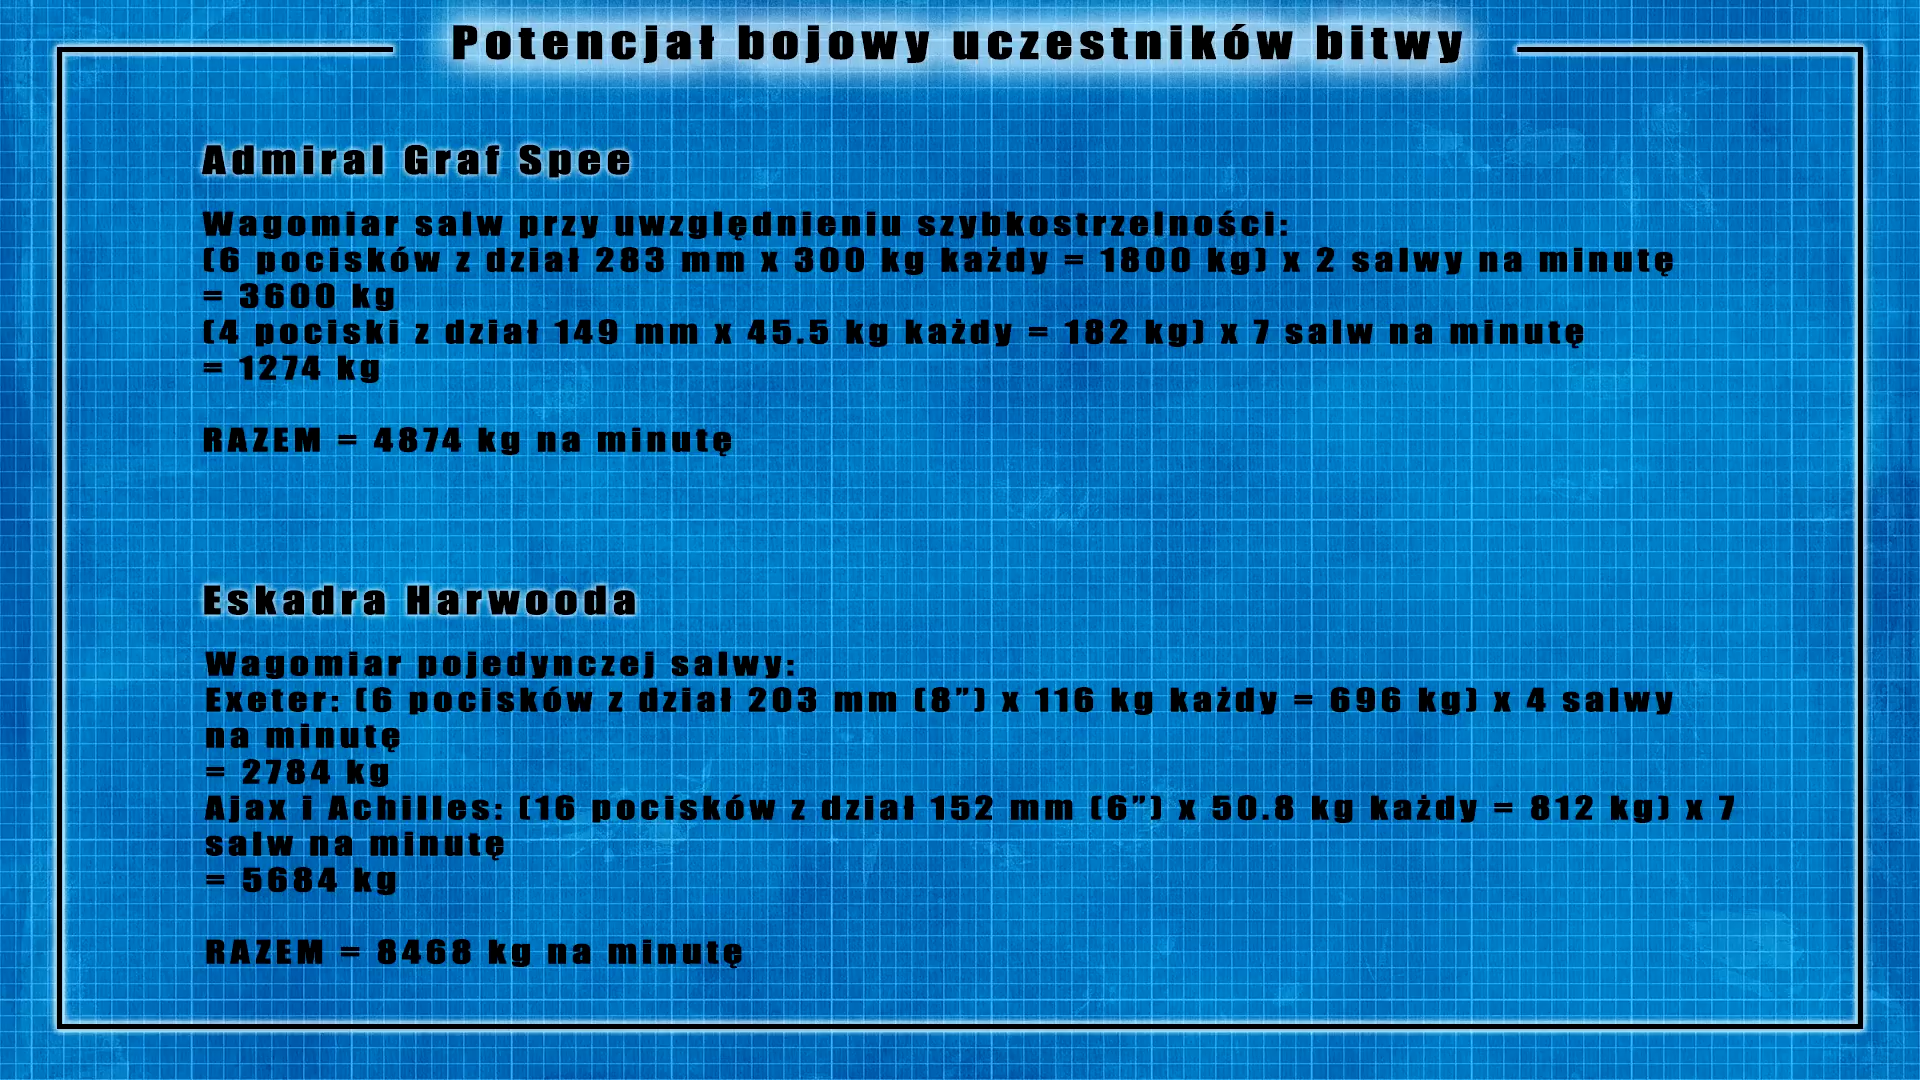 Potencjał bojowy uczestników bitwy
Admiral Graf Spee
Wagomiar salw przy uwzględnieniu szybkostrzelności:
(6 pocisków z dział 283 mm x 300 kg każdy = 1800 kg) x 2 salwy na minutę
= 3600 kg
(4 pociski z dział 149 mm x 45.5 kg każdy = 182 kg) x 7 salw na minutę
= 1274 kg
RAZEM = 4874 kg na minutę
Eskadra Harwooda
Wagomiar pojedynczej salwy:
Exeter: (6 pocisków z dział 203 mm (8”) x 116 kg każdy = 696 kg) x 4 salwy
na minutę
= 2784 kg
Ajax i Achilles: (16 pocisków z dział 152 mm (6”) x 50.8 kg każdy = 812 kg) x 7
salw na minutę
= 5684 kg
RAZEM = 8468 kg na minutę